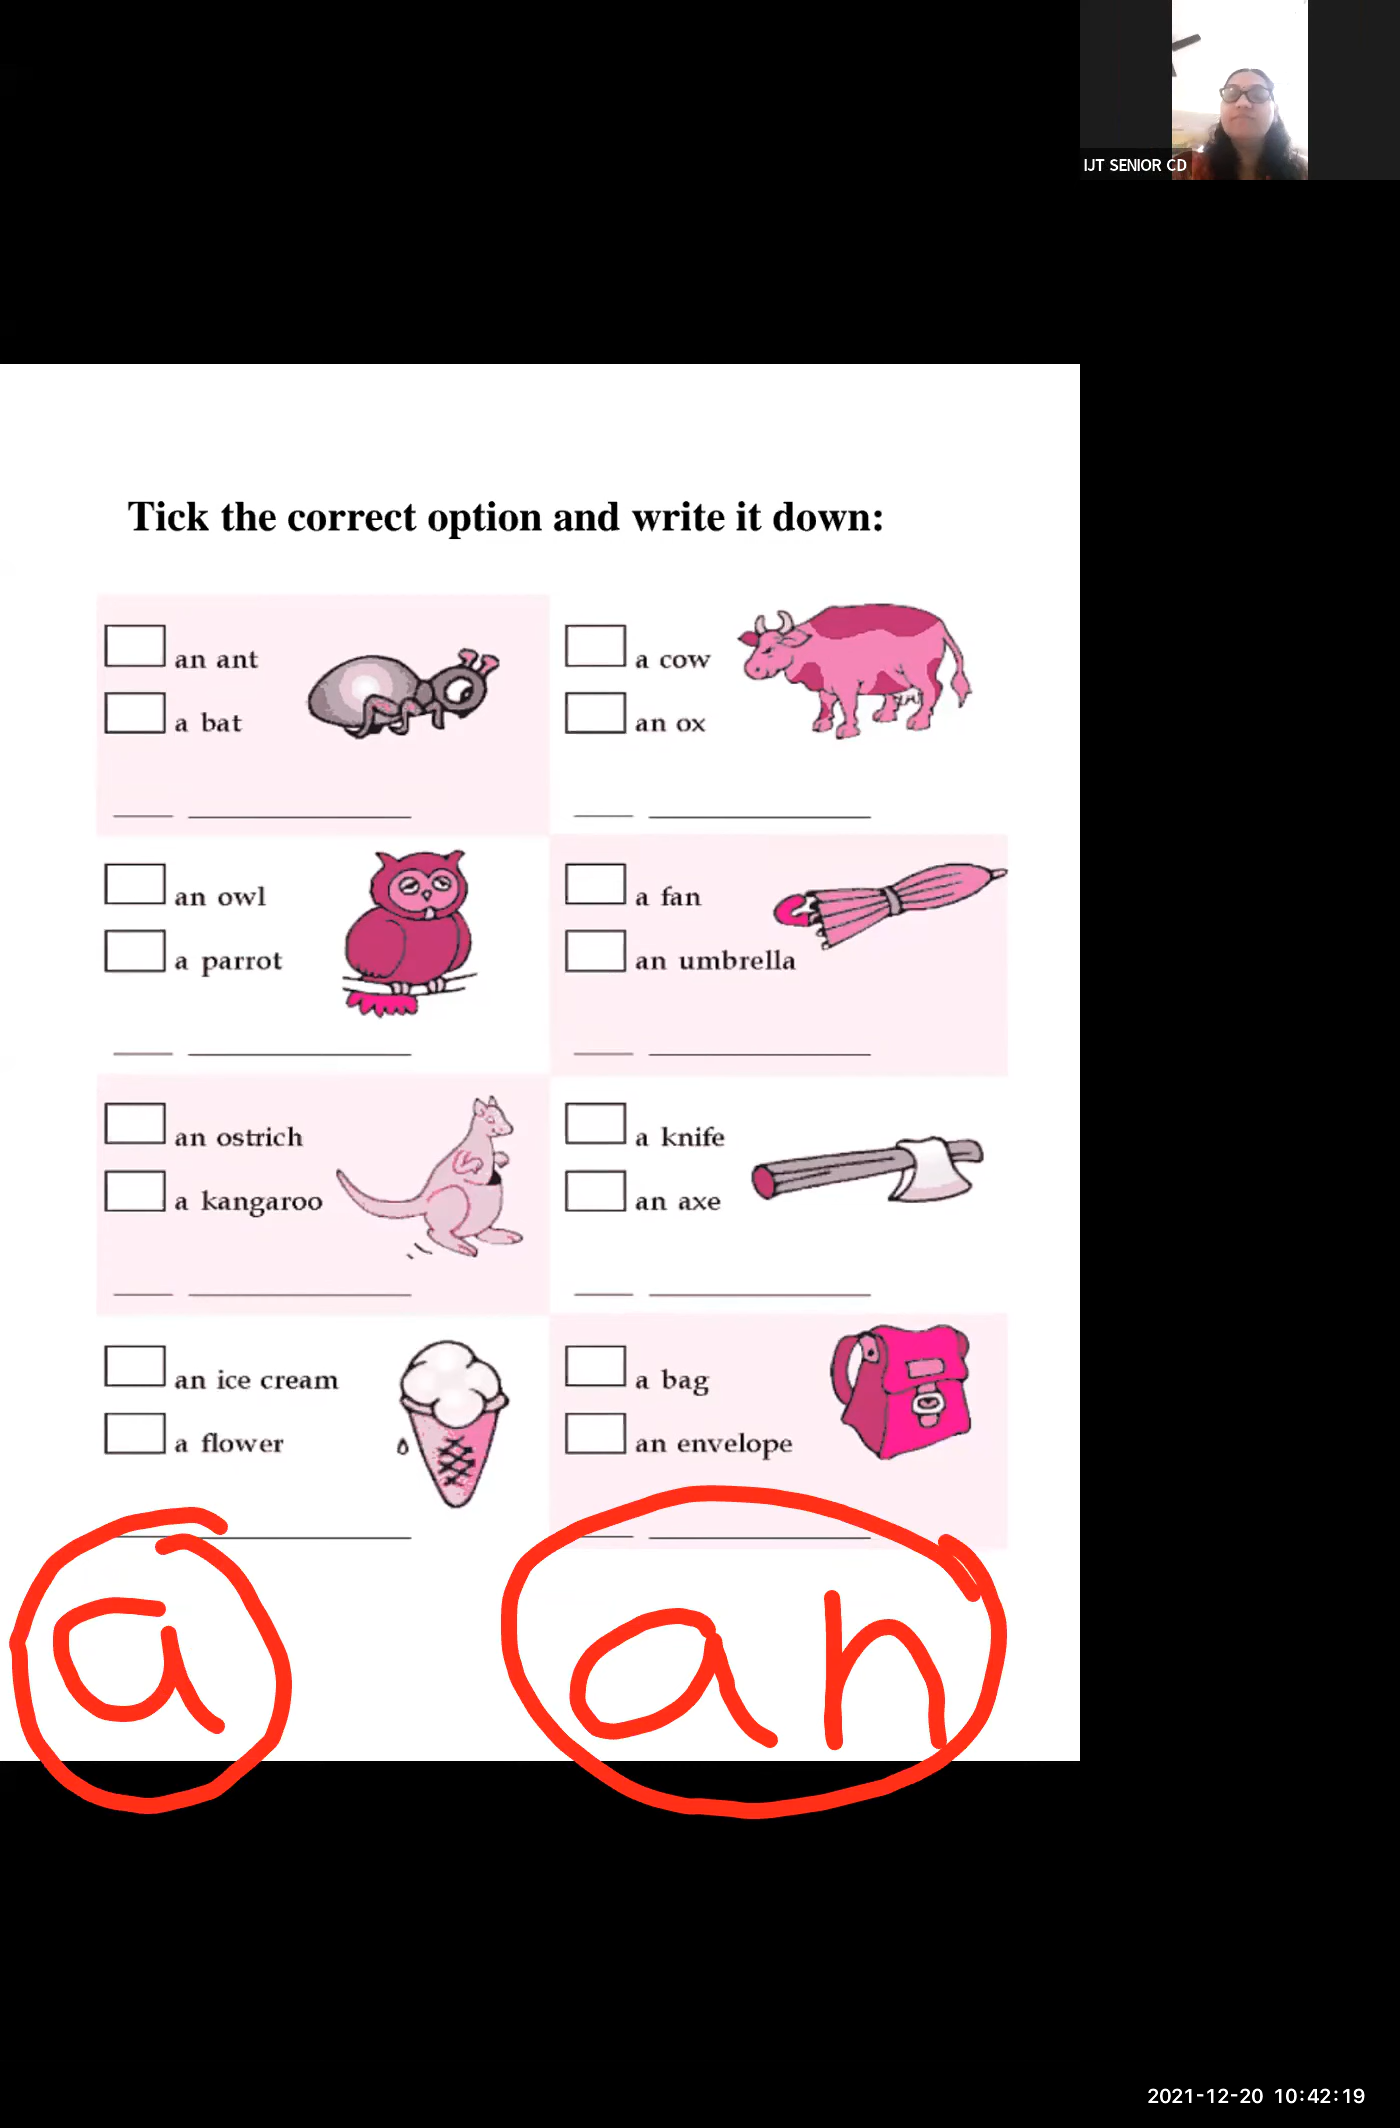 IJT SENIOR CD
Tick the correct option and write it down:
an ant
a bat
a cow
an ox
an owl
a parrot
a fan
an umbrella
an ostrich
a kangaroo
a knife
an axe
an ice cream
a flower
a bag
an envelope
a
an
2021-12-20 10:42:19